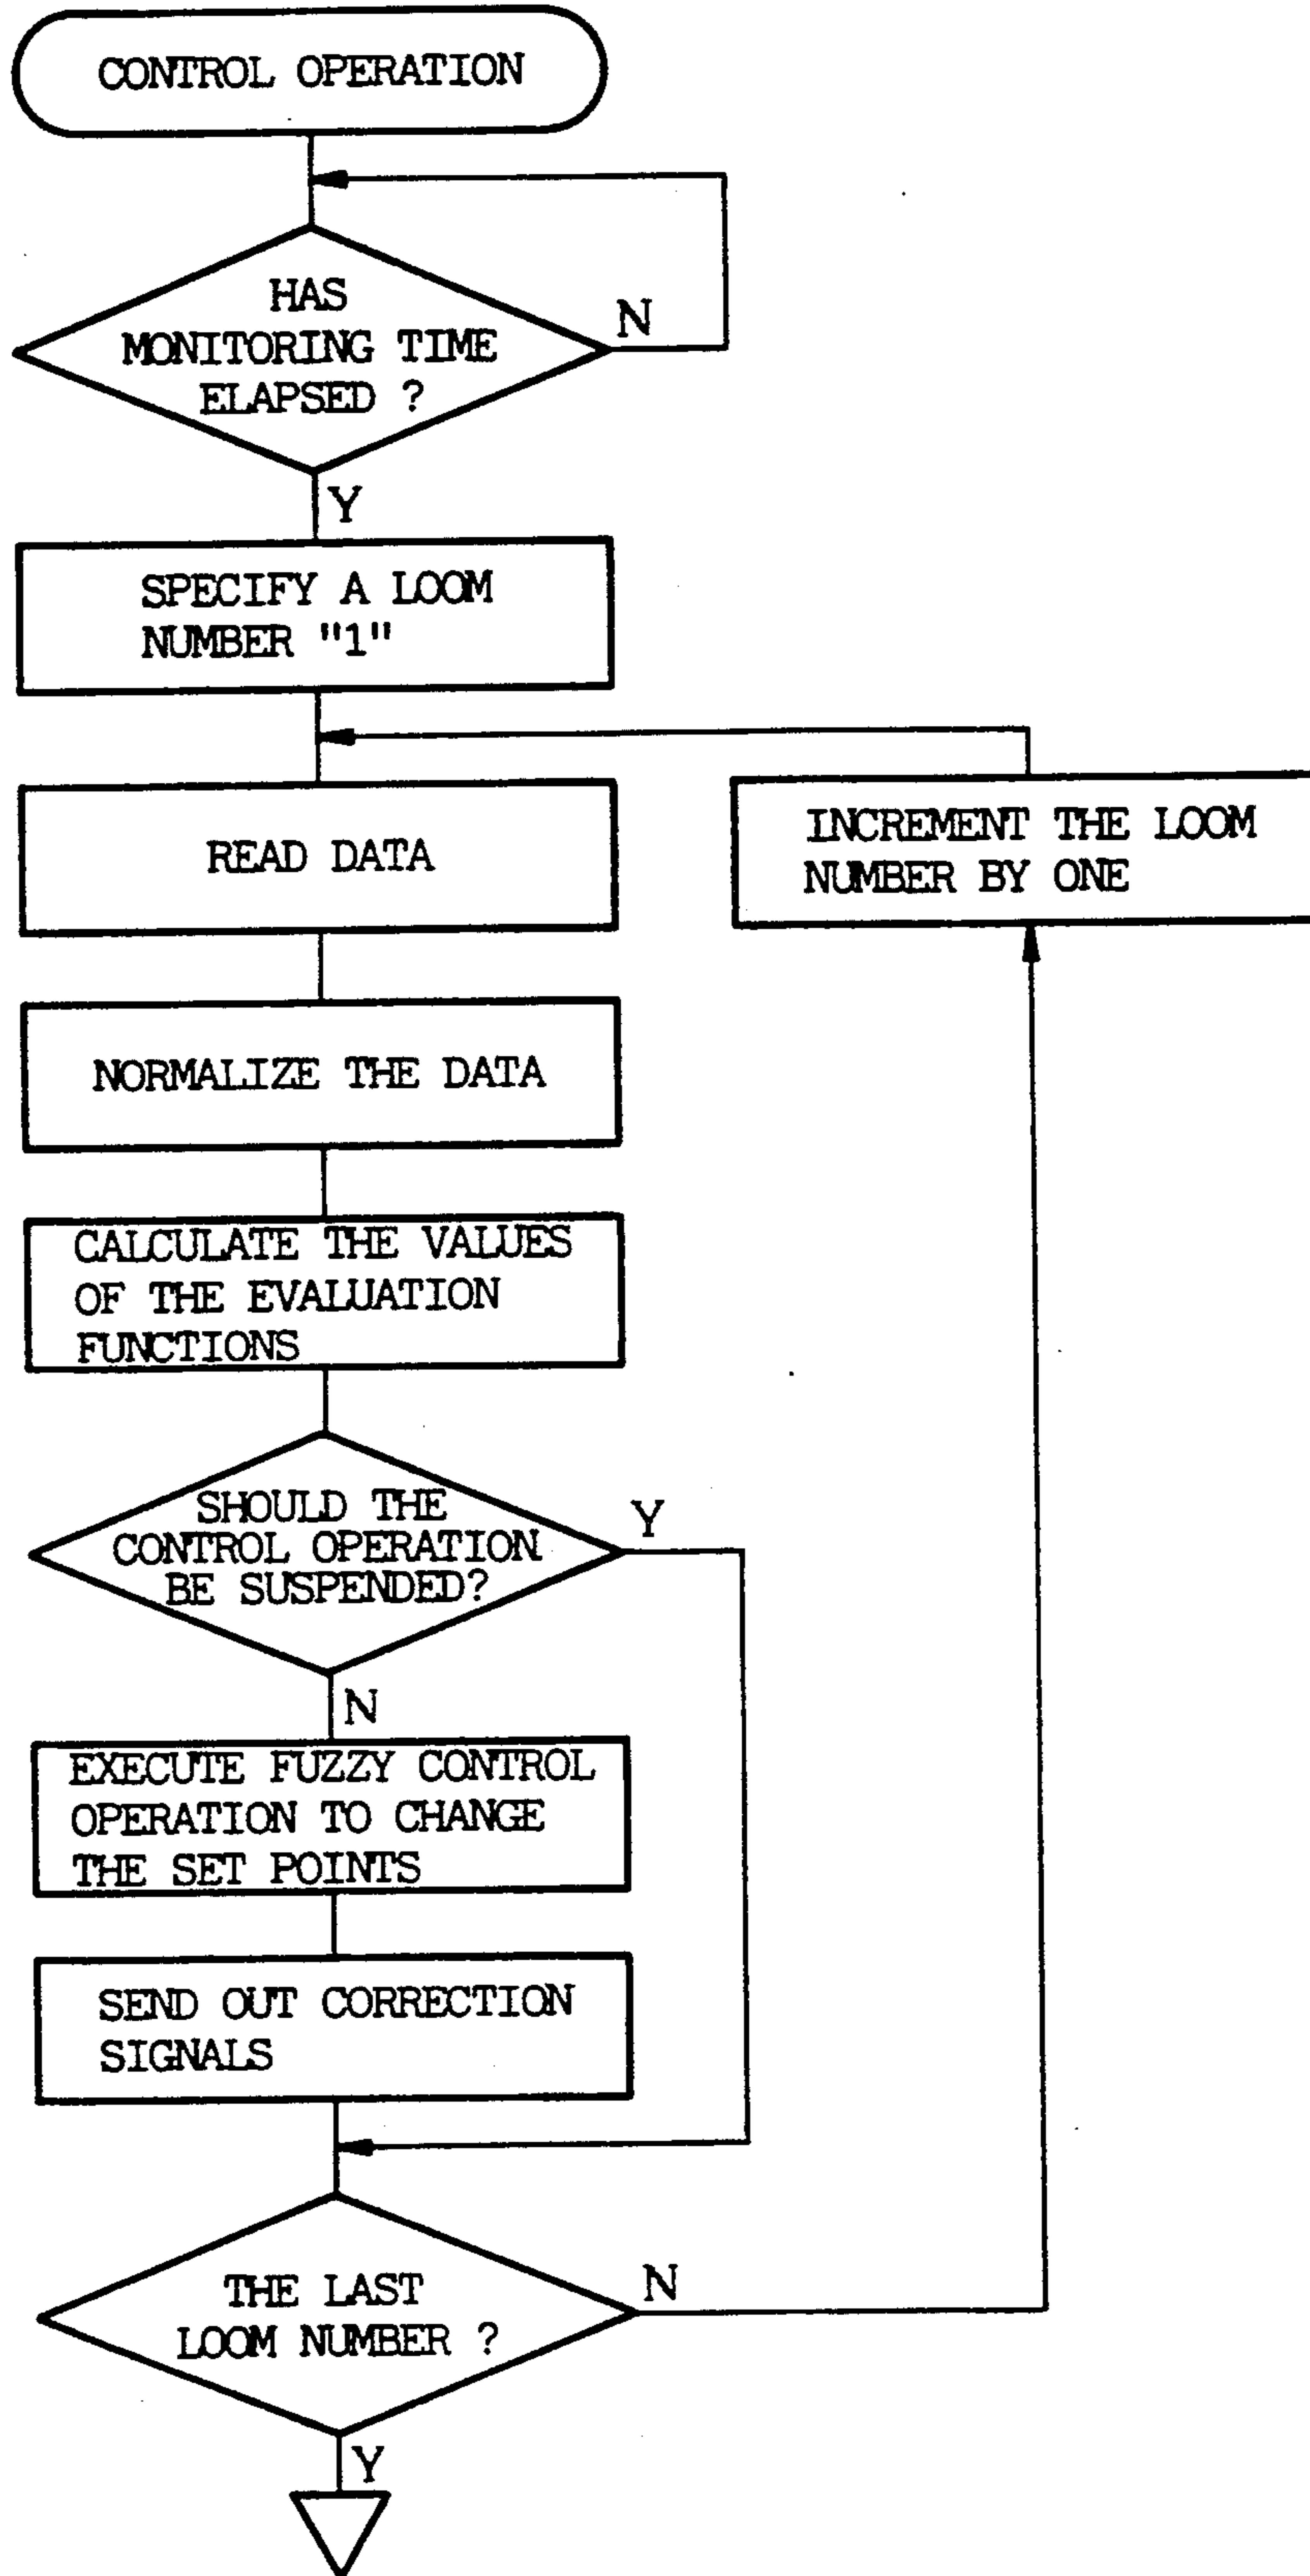 CONTROL OPERATION
HAS
MONITORING TIME
ELAPSED ?
N
Y
SPECIFY A LOOM
NUMBER "1"
READ DATA
INCREMENT THE LOOM
NUMBER BY ONE
NORMALIZE THE DATA
CALCULATE THE VALUES
OF THE EVALUATION
FUNCTIONS
SHOULD THE
CONTROL OPERATION
BE SUSPENDED?
Y
N
EXECUTE FUZZY CONTROL
OPERATION TO CHANGE
THE SET POINTS
SEND OUT CORRECTION
SIGNALS
THE LAST
LOOM NUMBER ?
N
Y